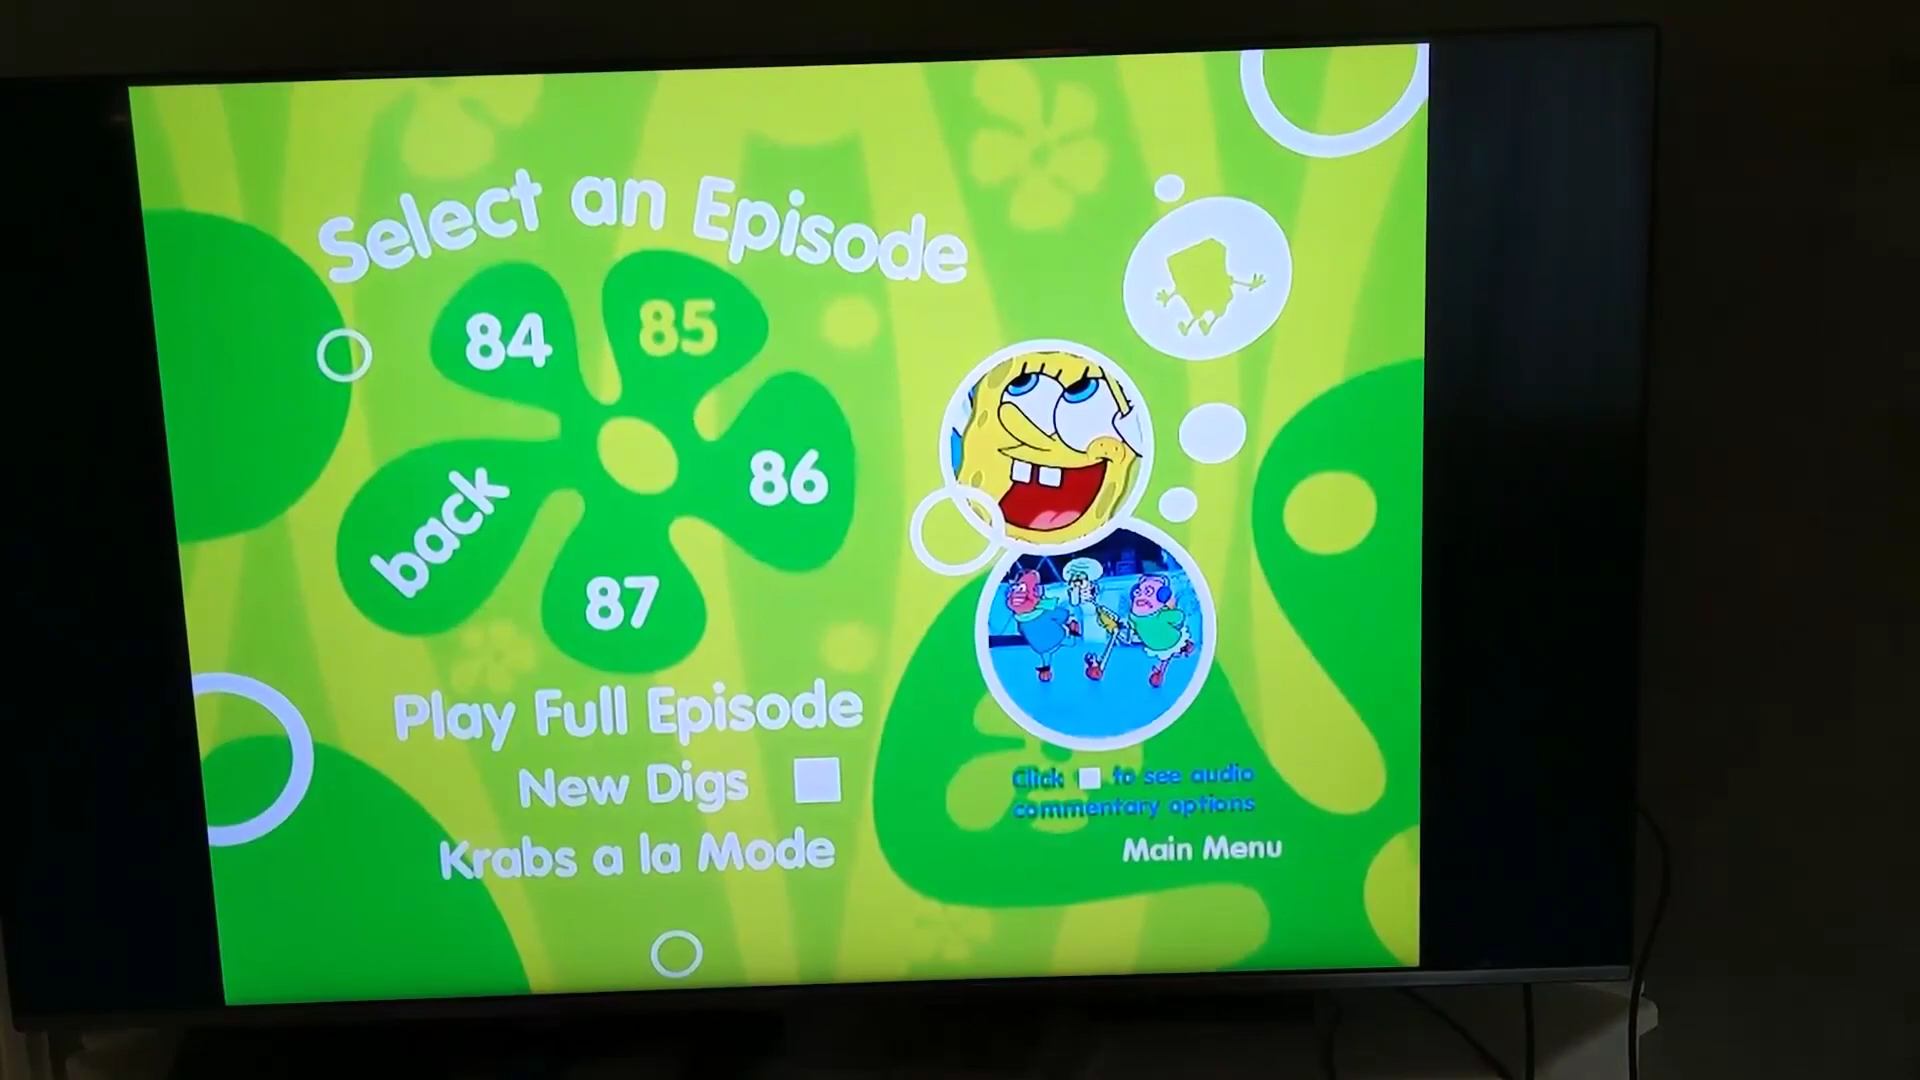 Select an Episode
84
85
86
87
back
Play Full Episode
New Digs
Krabs a la Mode
Click to see audio
commentary options
Main Menu